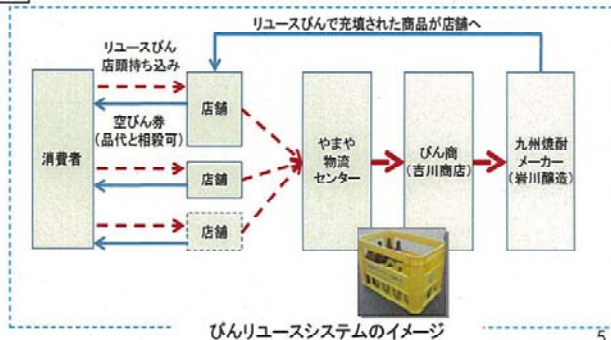 リユースびんで充填された商品が店舗へ
リユースびん
店頭持ち込み
空びん券
(品代と相殺可)
消費者
店舗
店舗
店舗
やまや
物流
センター
びん商
(吉川商店)
九州焼酎
メーカー
(岩川醸造)
びんリユースシステムのイメージ
5